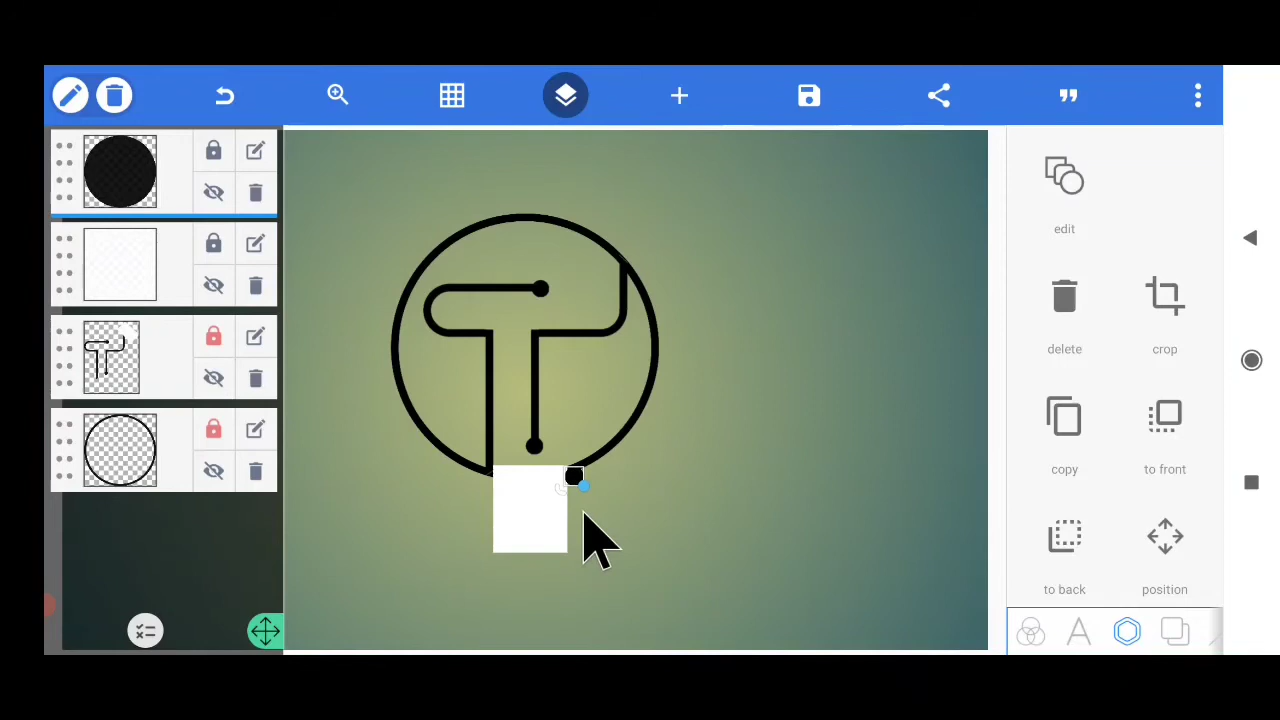 edit
delete
crop
copy
to front
to back
position